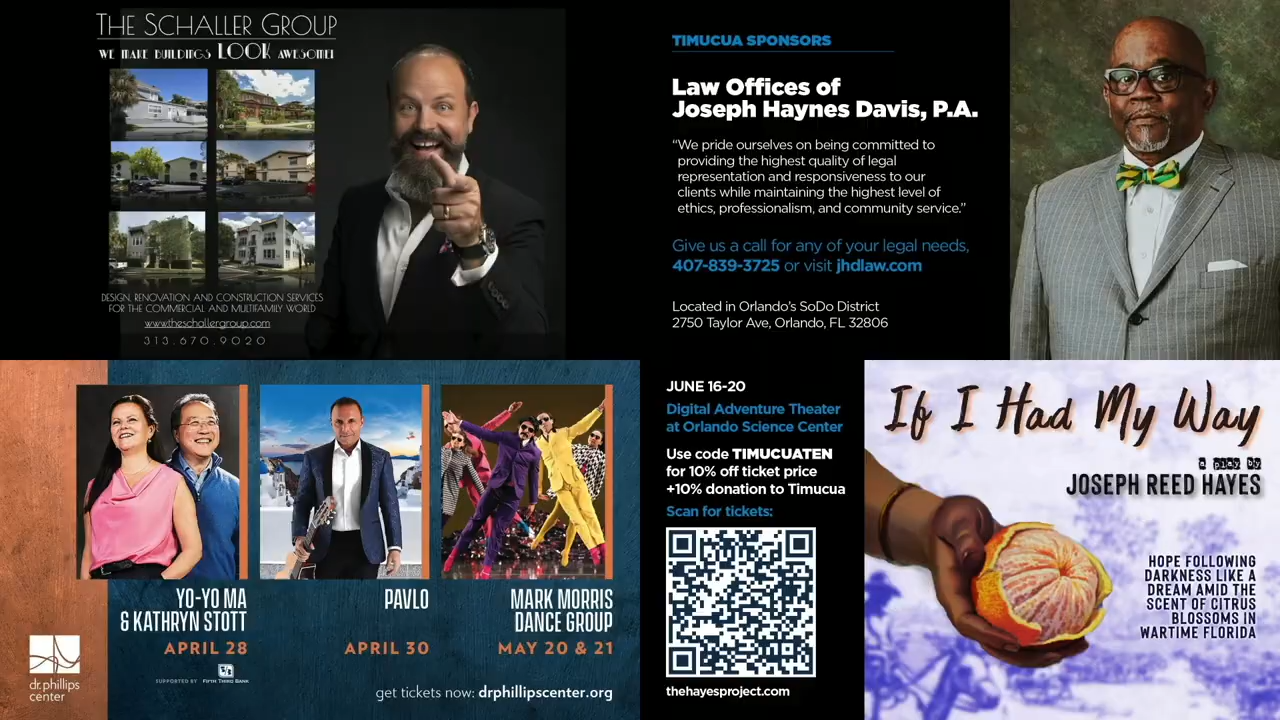 THE SCHALLER GROUP
WE MAKE BUILDINGS LOOK AWESOME!
DESIGN, RENOVATION AND CONSTRUCTION SERVICES
FOR THE COMMERCIAL AND MULTIFAMILY WORLD
www.theschallergroup.com
313.670.9020
TIMUCUA SPONSORS
Law Offices of
Joseph Haynes Davis, P.A.
“We pride ourselves on being committed to
providing the highest quality of legal
representation and responsiveness to our
clients while maintaining the highest level of
ethics, professionalism, and community service.”
Give us a call for any of your legal needs,
407-839-3725 or visit jhdlaw.com
Located in Orlando’s SoDo District
2750 Taylor Ave, Orlando, FL 32806
YO-YO MA
& KATHRYN STOTT
APRIL 28
SUPPORTED BY FIFTH THIRD BANK
PAVLO
APRIL 30
MARK MORRIS
DANCE GROUP
MAY 20 & 21
dr. phillips
center
get tickets now: drphillipscenter.org
JUNE 16-20
Digital Adventure Theater
at Orlando Science Center
Use code TIMUCUATEN
for 10% off ticket price
+10% donation to Timucua
Scan for tickets:
thehayesproject.com
If I Had My Way
a play by
JOSEPH REED HAYES
HOPE FOLLOWING
DARKNESS LIKE A
DREAM AMID THE
SCENT OF CITRUS
BLOSSOMS IN
WARTIME FLORIDA